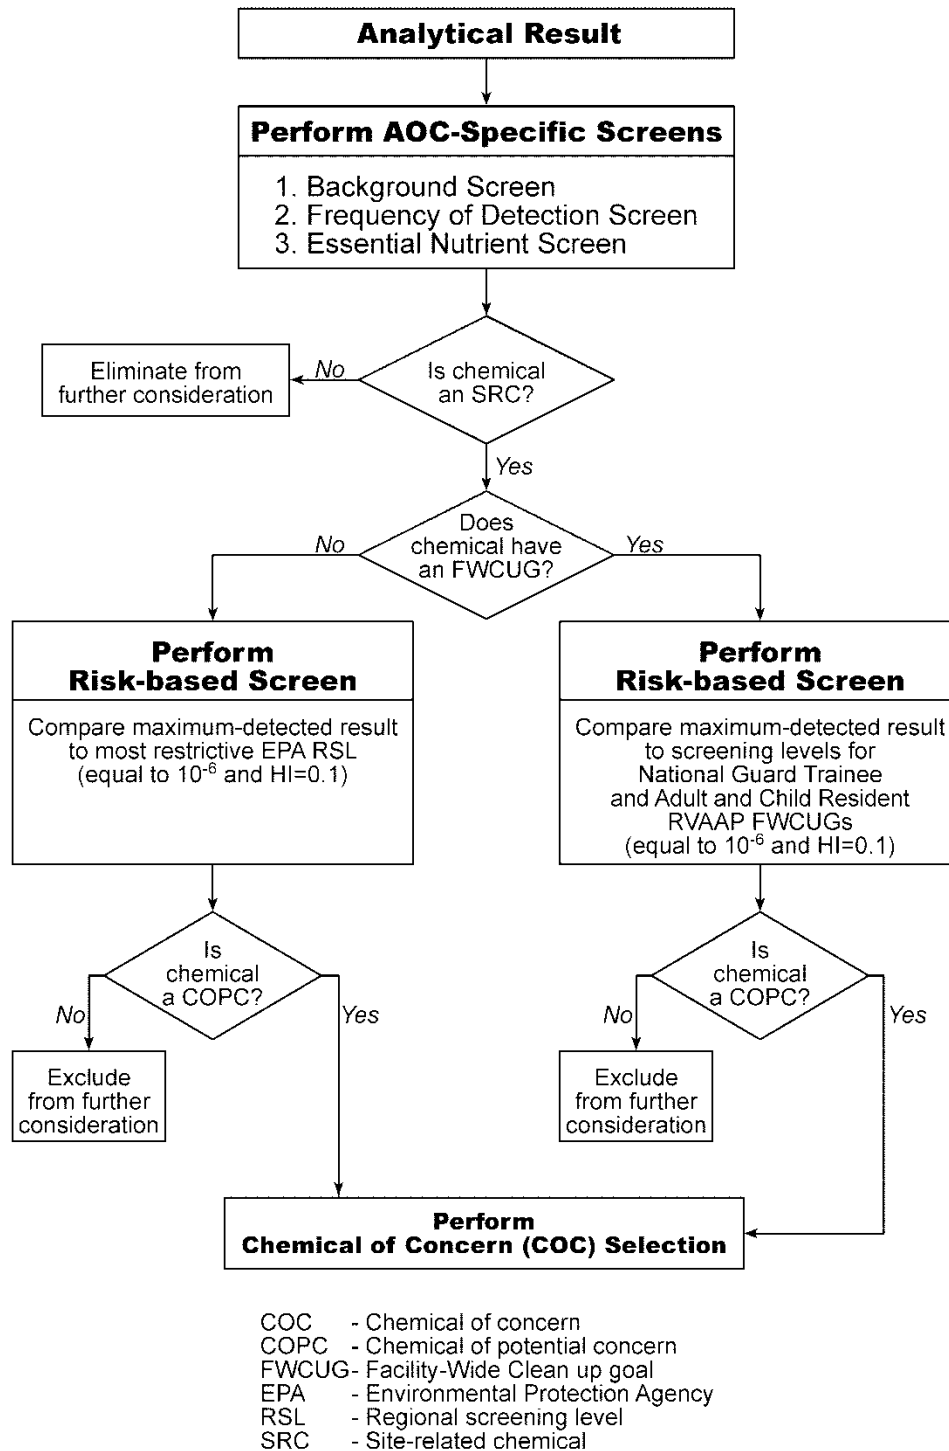 Analytical Result
Perform AOC-Specific Screens
1. Background Screen
2. Frequency of Detection Screen
3. Essential Nutrient Screen
Is chemical
an SRC?
No
Eliminate from
further consideration
Yes
Does
chemical have
an FWCUG?
No
Yes
Perform
Risk-based Screen
Compare maximum-detected result
to most restrictive EPA RSL
(equal to 10⁻⁶ and HI=0.1)
Perform
Risk-based Screen
Compare maximum-detected result
to screening levels for
National Guard Trainee
and Adult and Child Resident
RVAAP FWCUGs
(equal to 10⁻⁶ and HI=0.1)
Is
chemical
a COPC?
No
Yes
Exclude
from further
consideration
Is
chemical
a COPC?
No
Yes
Exclude
from further
consideration
Perform
Chemical of Concern (COC) Selection
COC - Chemical of concern
COPC - Chemical of potential concern
FWCUG - Facility-Wide Clean up goal
EPA - Environmental Protection Agency
RSL - Regional screening level
SRC - Site-related chemical